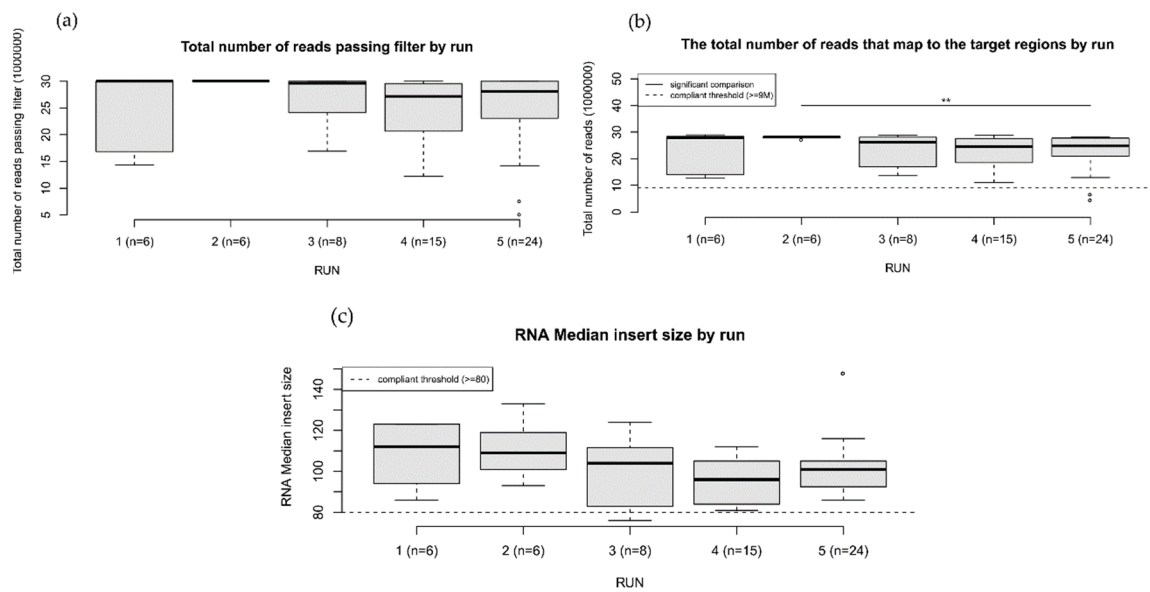 (a)
Total number of reads passing filter by run
Total number of reads passing filter (1000000)
30
25
20
15
10
5
1 (n=6)
2 (n=6)
3 (n=8)
4 (n=15)
5 (n=24)
RUN
(b)
The total number of reads that map to the target regions by run
Total number of reads (1000000)
50
40
30
20
10
0
significant comparison
compliant threshold (>=9M)
**
1 (n=6)
2 (n=6)
3 (n=8)
4 (n=15)
5 (n=24)
RUN
(c)
RNA Median insert size by run
RNA Median insert size
140
120
100
80
compliant threshold (>=80)
1 (n=6)
2 (n=6)
3 (n=8)
4 (n=15)
5 (n=24)
RUN